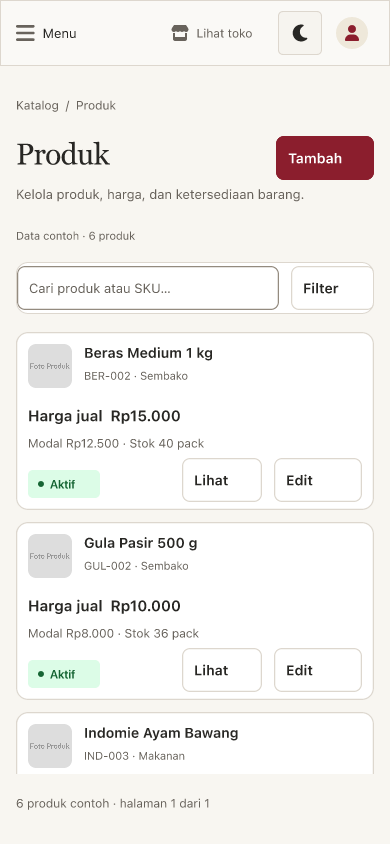 Menu
Lihat toko
Katalog / Produk
Produk
Tambah
Kelola produk, harga, dan ketersediaan barang.
Data contoh · 6 produk
Cari produk atau SKU...
Filter
Foto Produk
Beras Medium 1 kg
BER-002 · Sembako
Harga jual Rp15.000
Modal Rp12.500 · Stok 40 pack
Aktif
Lihat
Edit
Foto Produk
Gula Pasir 500 g
GUL-002 · Sembako
Harga jual Rp10.000
Modal Rp8.000 · Stok 36 pack
Aktif
Lihat
Edit
Foto Produk
Indomie Ayam Bawang
IND-003 · Makanan
6 produk contoh · halaman 1 dari 1